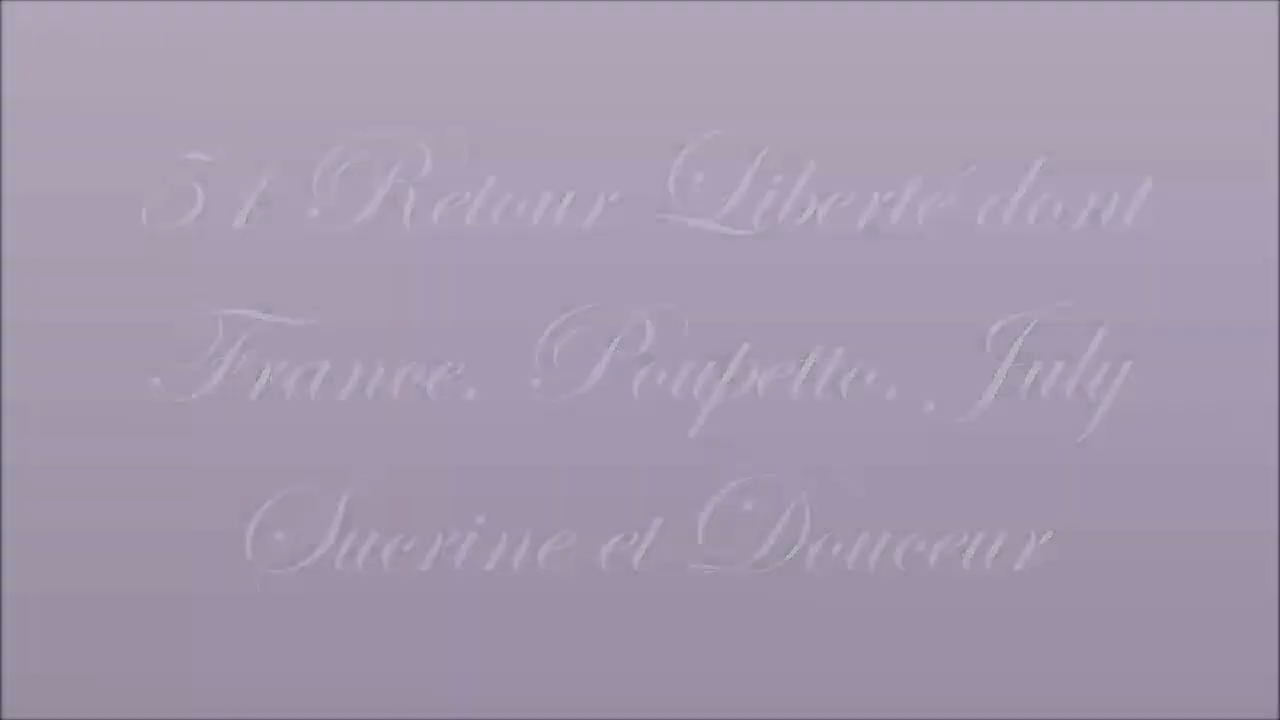 51 Retour Liberté dont
France, Poupette, July
Sucrine et Douceur